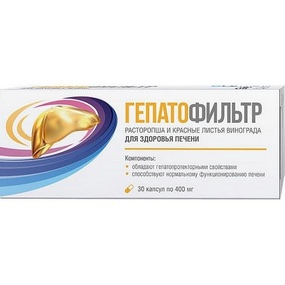 ГЕПАТОФИЛЬТР
РАСТОРОПША И КРАСНЫЕ ЛИСТЬЯ ВИНОГРАДА
ДЛЯ ЗДОРОВЬЯ ПЕЧЕНИ
Компоненты:
• обладают гепатопротекторными свойствами
• способствуют нормальному функционированию печени
30 капсул по 400 мг